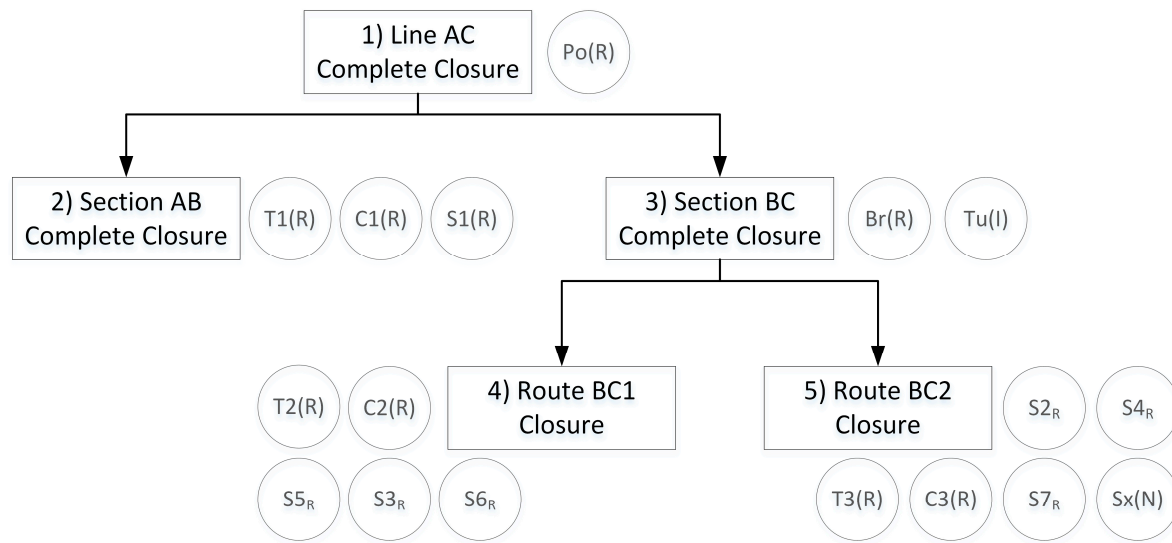 1) Line AC
Complete Closure
Po(R)
2) Section AB
Complete Closure
T1(R)
C1(R)
S1(R)
3) Section BC
Complete Closure
Br(R)
Tu(I)
T2(R)
C2(R)
4) Route BC1
Closure
5) Route BC2
Closure
S2R
S4R
S5R
S3R
S6R
T3(R)
C3(R)
S7R
Sx(N)